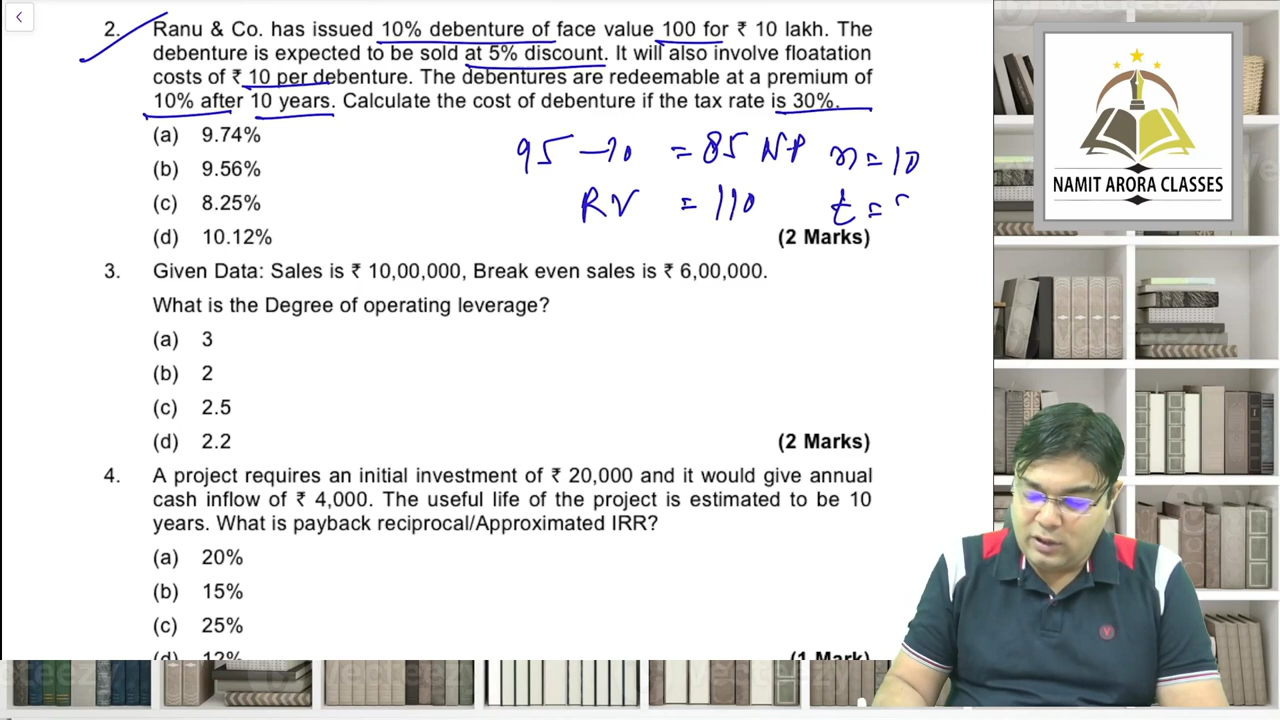 2. Ranu & Co. has issued 10% debenture of face value 100 for ₹ 10 lakh. The
debenture is expected to be sold at 5% discount. It will also involve floatation
costs of ₹ 10 per debenture. The debentures are redeemable at a premium of
10% after 10 years. Calculate the cost of debenture if the tax rate is 30%.
(a) 9.74%
(b) 9.56%
(c) 8.25%
(d) 10.12%
(2 Marks)
95 - 10 = 85 NP n = 10
RV = 110 t =
3. Given Data: Sales is ₹ 10,00,000, Break even sales is ₹ 6,00,000.
What is the Degree of operating leverage?
(a) 3
(b) 2
(c) 2.5
(d) 2.2
(2 Marks)
4. A project requires an initial investment of ₹ 20,000 and it would give annual
cash inflow of ₹ 4,000. The useful life of the project is estimated to be 10
years. What is payback reciprocal/Approximated IRR?
(a) 20%
(b) 15%
(c) 25%
(d) 12%
(1 Mark)
NAMIT ARORA CLASSES